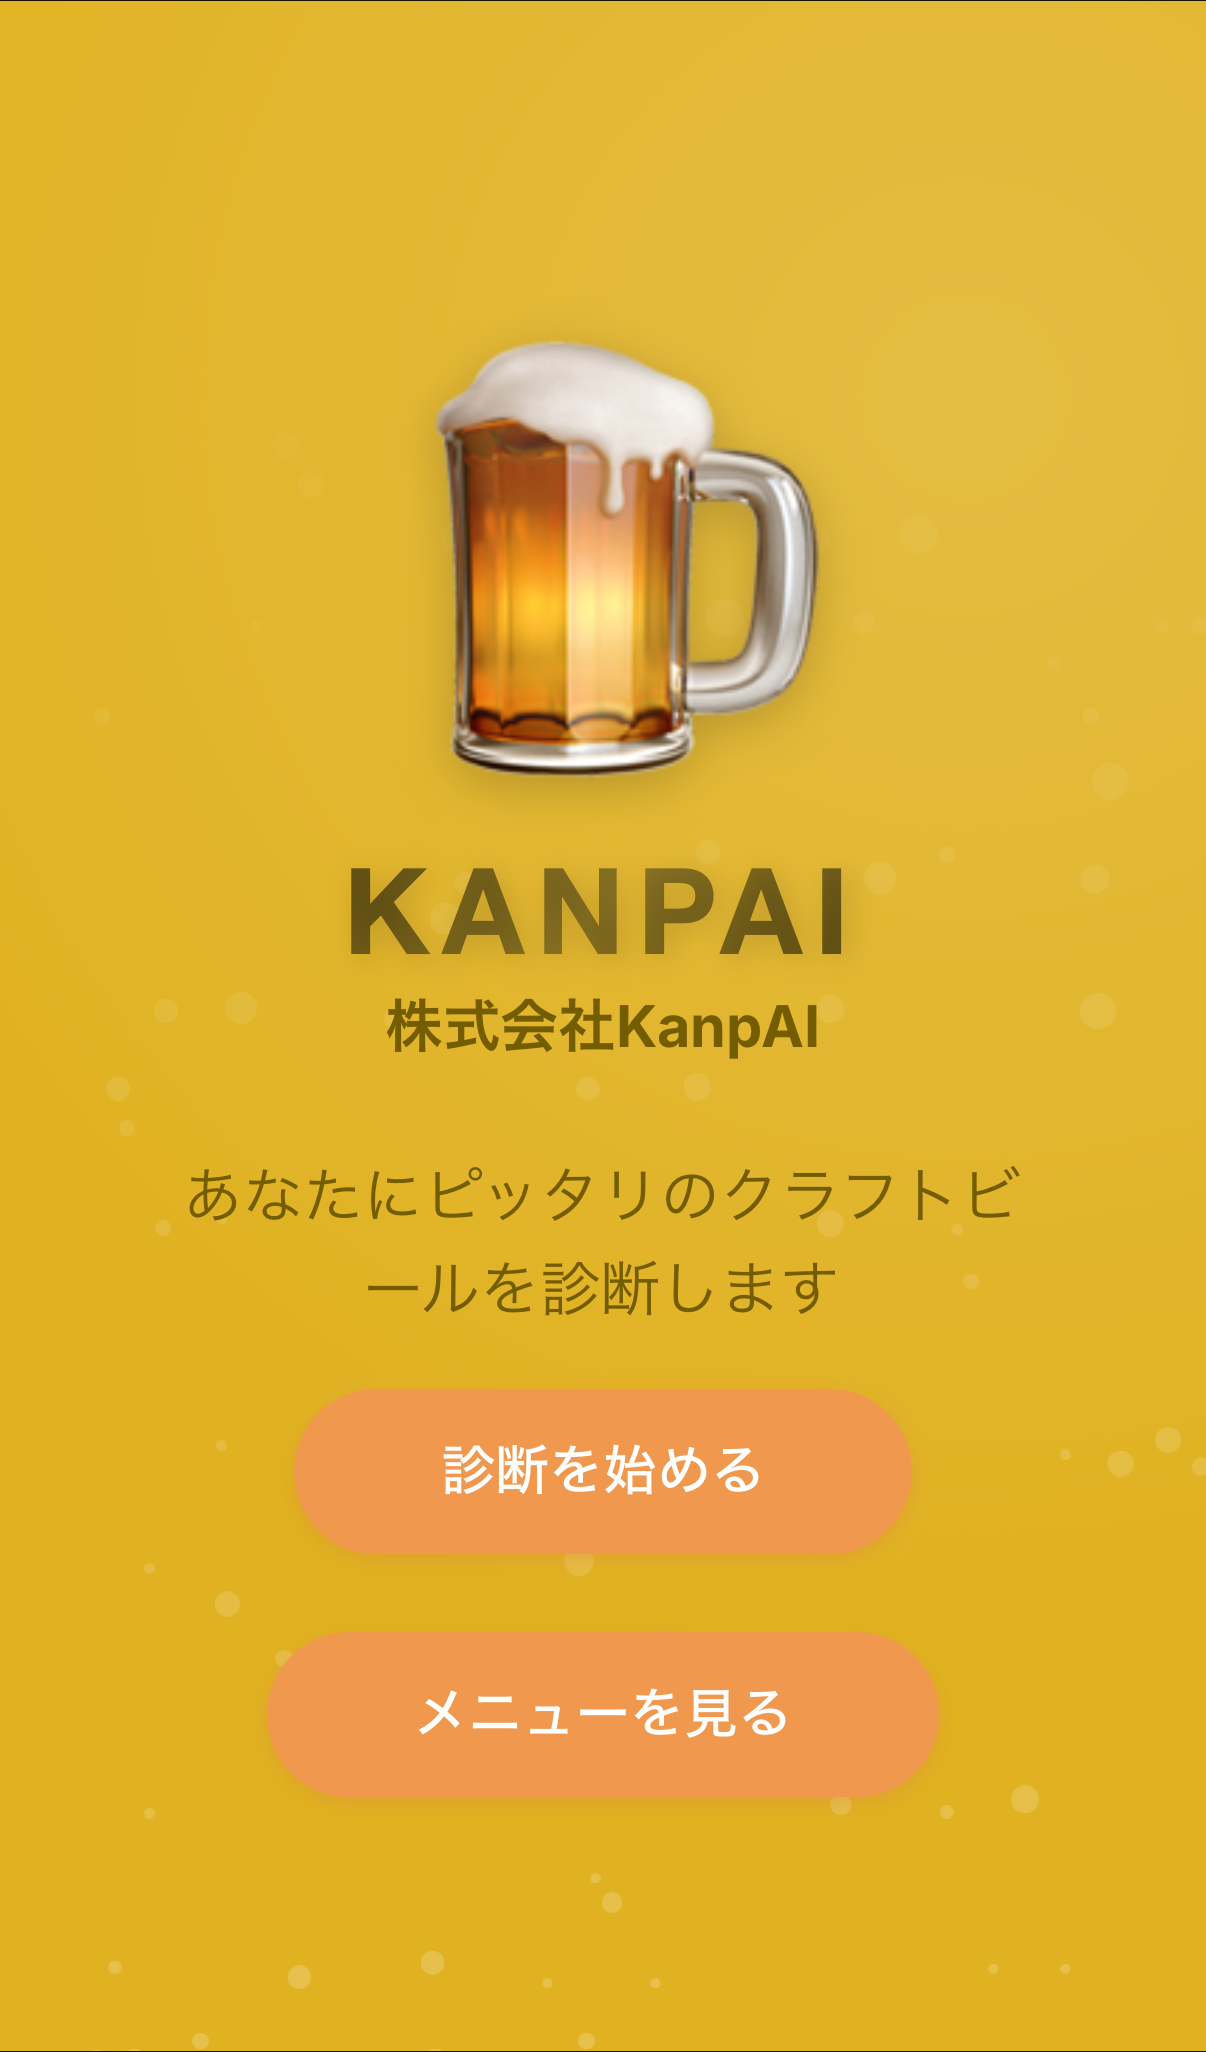 KANPAI
株式会社KanpAI
あなたにピッタリのクラフトビ
ールを診断します
診断を始める
メニューを見る